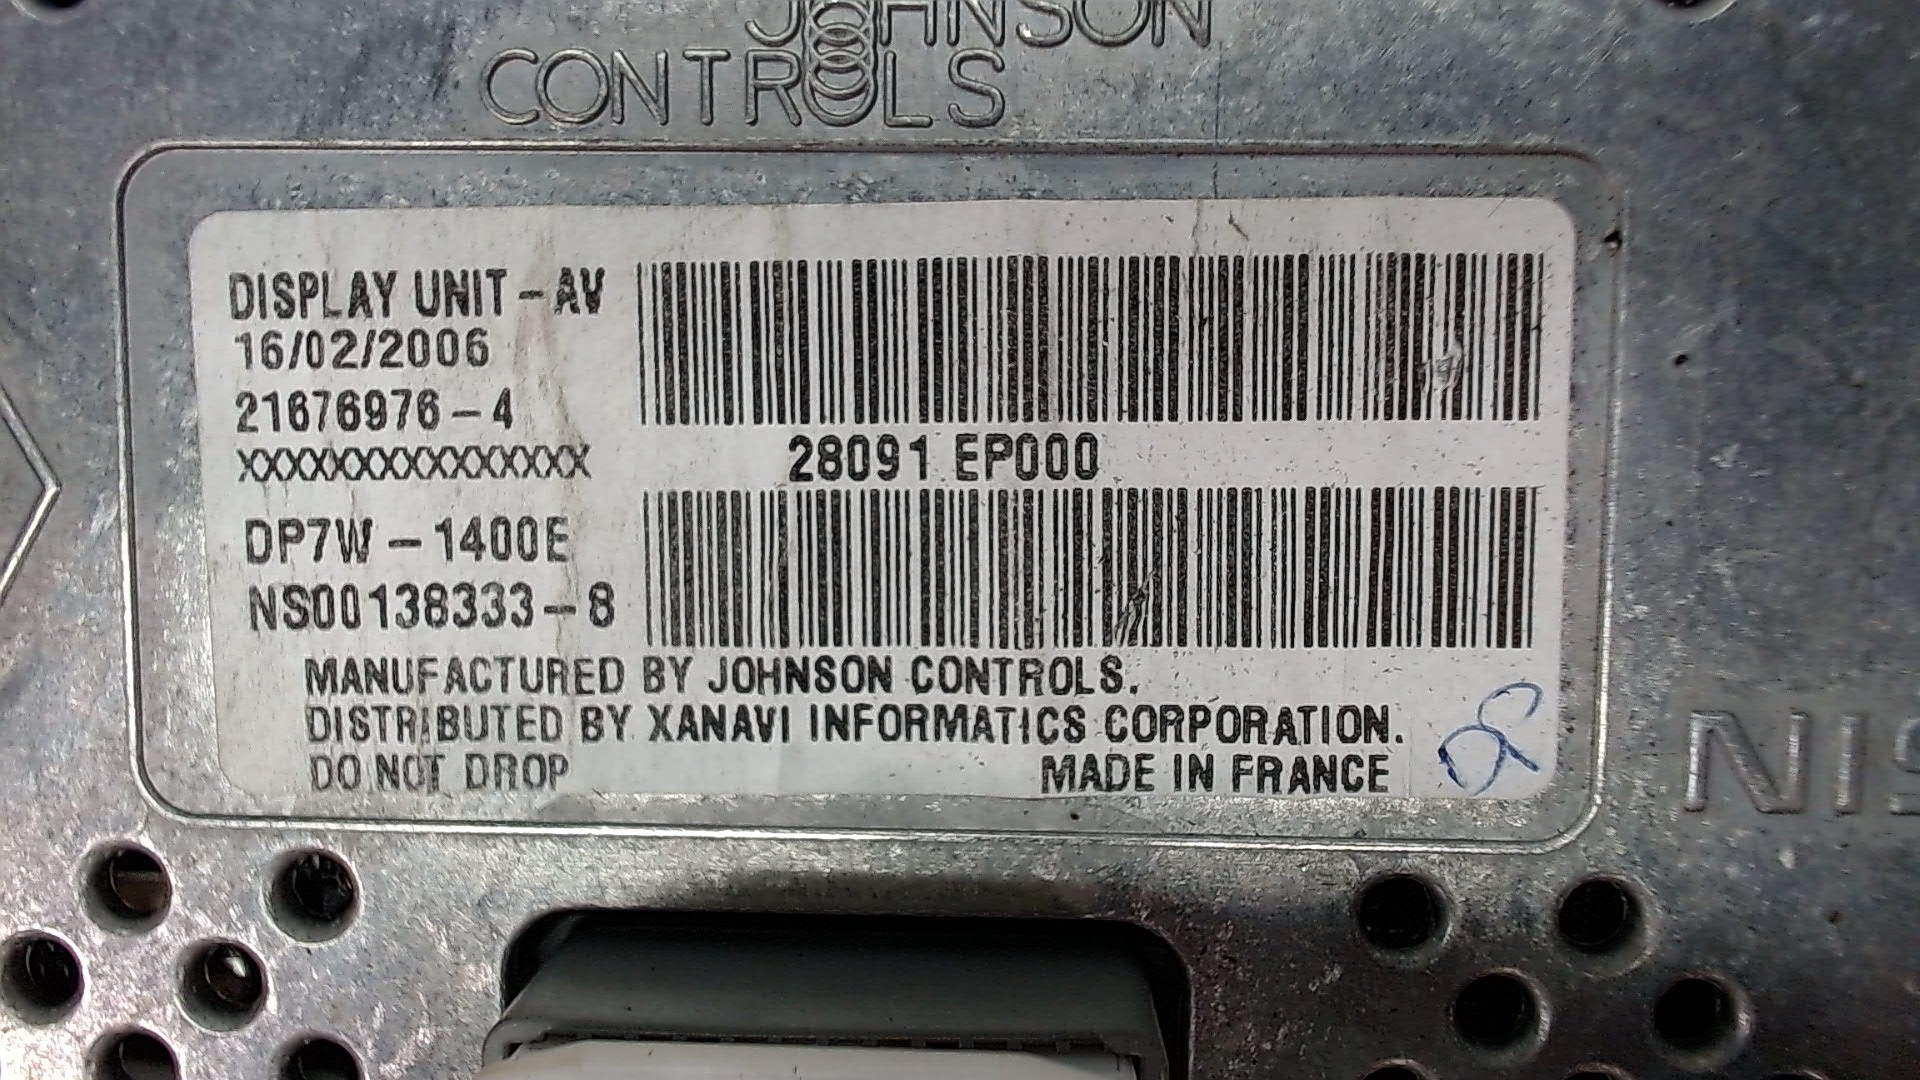 JOHNSON
CONTROLS
DISPLAY UNIT - AV
16/02/2006
21676976-4
XXXXXXXXXXXXXXXX
28091 EP000
DP7W-1400E
NS00138333-8
MANUFACTURED BY JOHNSON CONTROLS.
DISTRIBUTED BY XANAVI INFORMATICS CORPORATION.
DO NOT DROP
MADE IN FRANCE